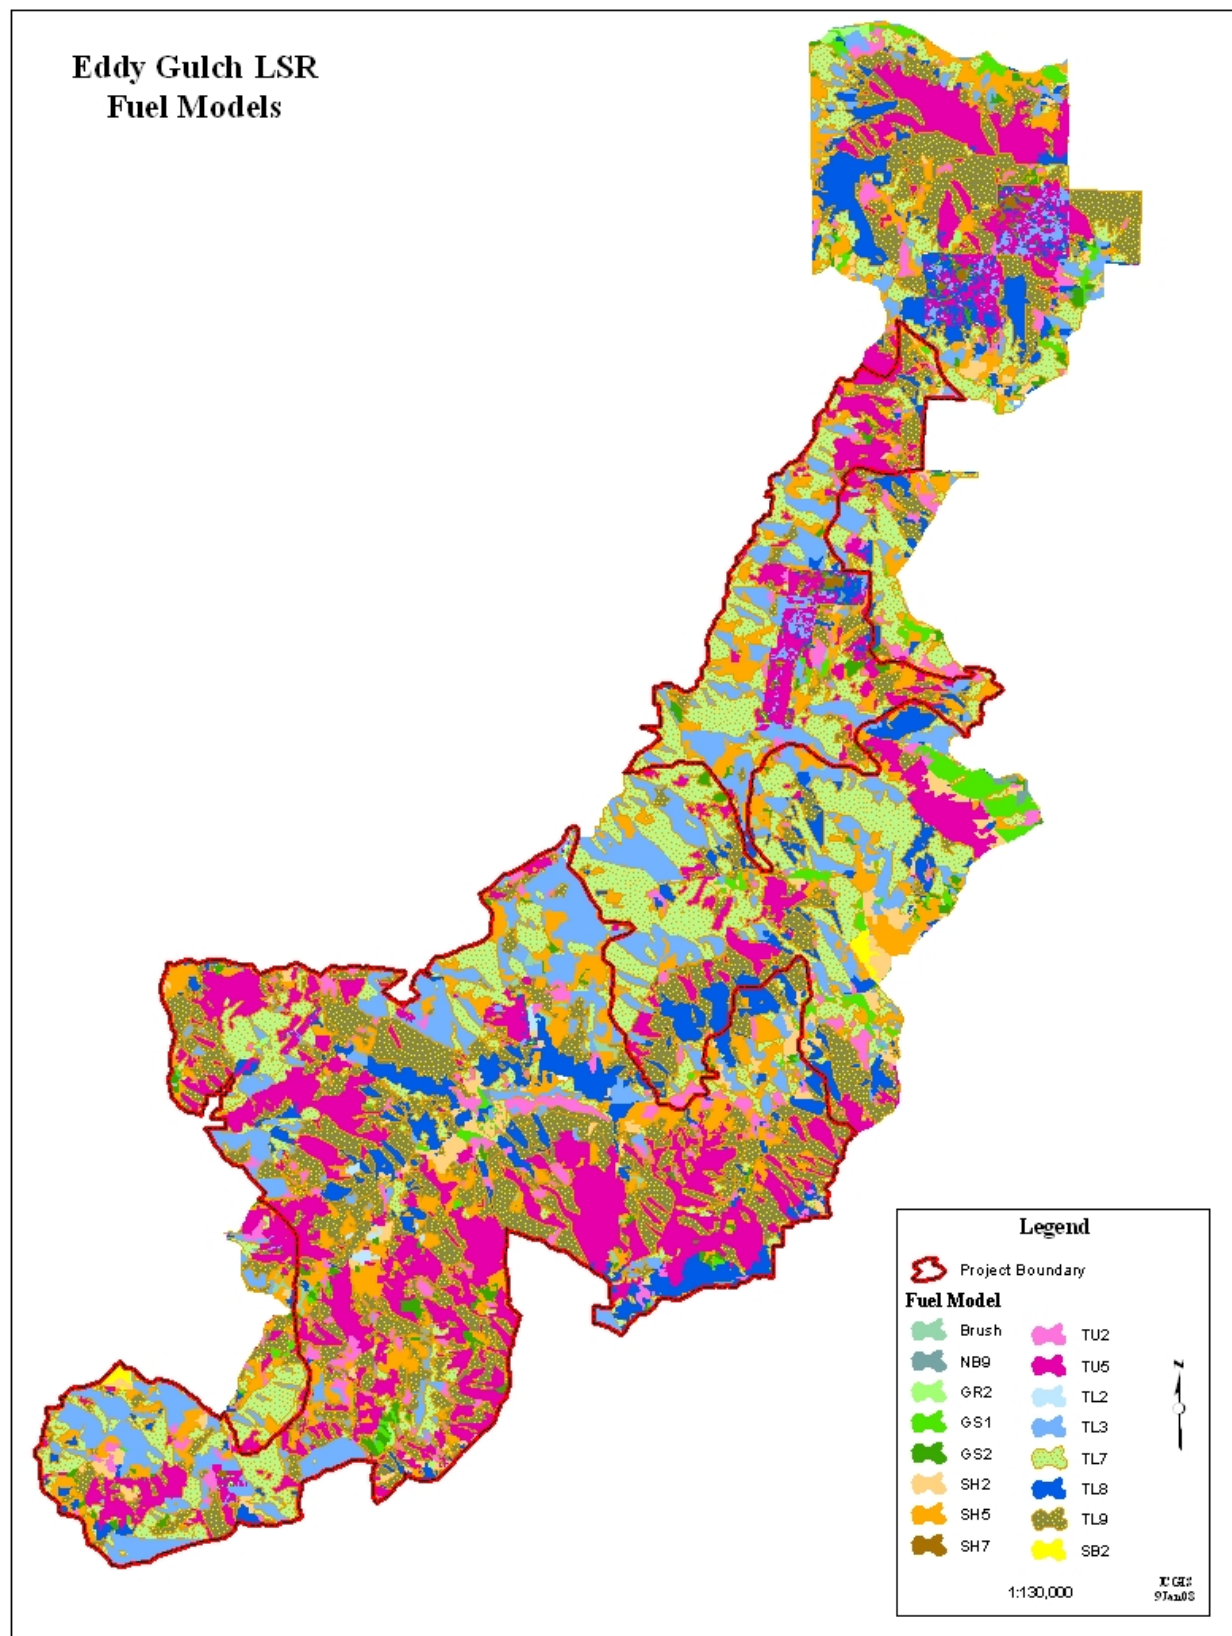 Eddy Gulch LSR
Fuel Models
Legend
Project Boundary
Fuel Model
Brush
NB9
GR2
GS1
GS2
SH2
SH5
SH7
TU2
TU5
TL2
TL3
TL7
TL8
TL9
SB2
N
1:130,000
9Jan08